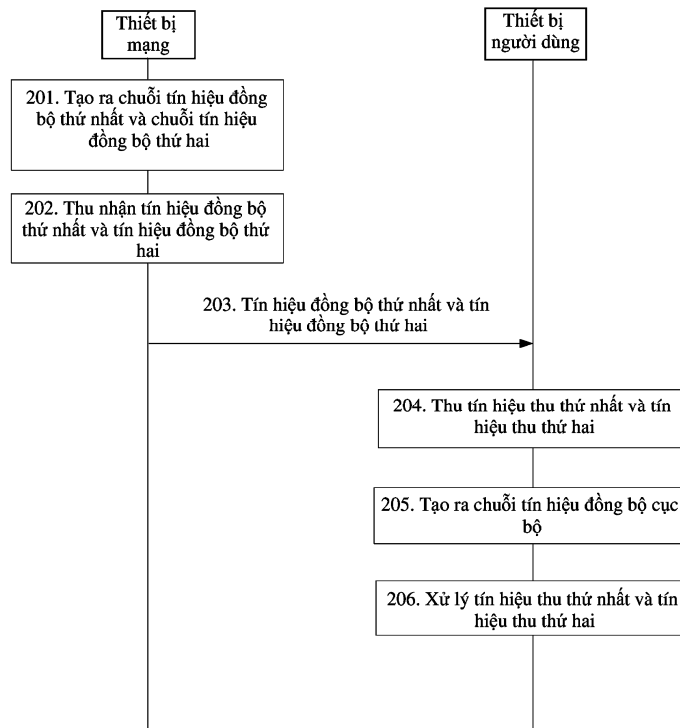 Thiết bị
mạng
Thiết bị
người dùng
201. Tạo ra chuỗi tín hiệu đồng
bộ thứ nhất và chuỗi tín hiệu
đồng bộ thứ hai
202. Thu nhận tín hiệu đồng bộ
thứ nhất và tín hiệu đồng bộ thứ
hai
203. Tín hiệu đồng bộ thứ nhất và tín
hiệu đồng bộ thứ hai
204. Thu tín hiệu thu thứ nhất và tín
hiệu thu thứ hai
205. Tạo ra chuỗi tín hiệu đồng bộ cục
bộ
206. Xử lý tín hiệu thu thứ nhất và tín
hiệu thu thứ hai